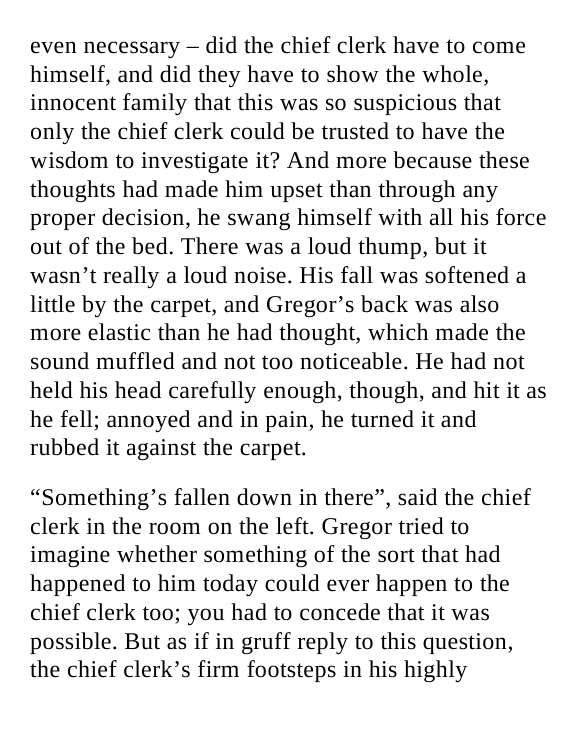 even necessary – did the chief clerk have to come
himself, and did they have to show the whole,
innocent family that this was so suspicious that
only the chief clerk could be trusted to have the
wisdom to investigate it? And more because these
thoughts had made him upset than through any
proper decision, he swang himself with all his force
out of the bed. There was a loud thump, but it
wasn’t really a loud noise. His fall was softened a
little by the carpet, and Gregor’s back was also
more elastic than he had thought, which made the
sound muffled and not too noticeable. He had not
held his head carefully enough, though, and hit it as
he fell; annoyed and in pain, he turned it and
rubbed it against the carpet.
“Something’s fallen down in there”, said the chief
clerk in the room on the left. Gregor tried to
imagine whether something of the sort that had
happened to him today could ever happen to the
chief clerk too; you had to concede that it was
possible. But as if in gruff reply to this question,
the chief clerk’s firm footsteps in his highly